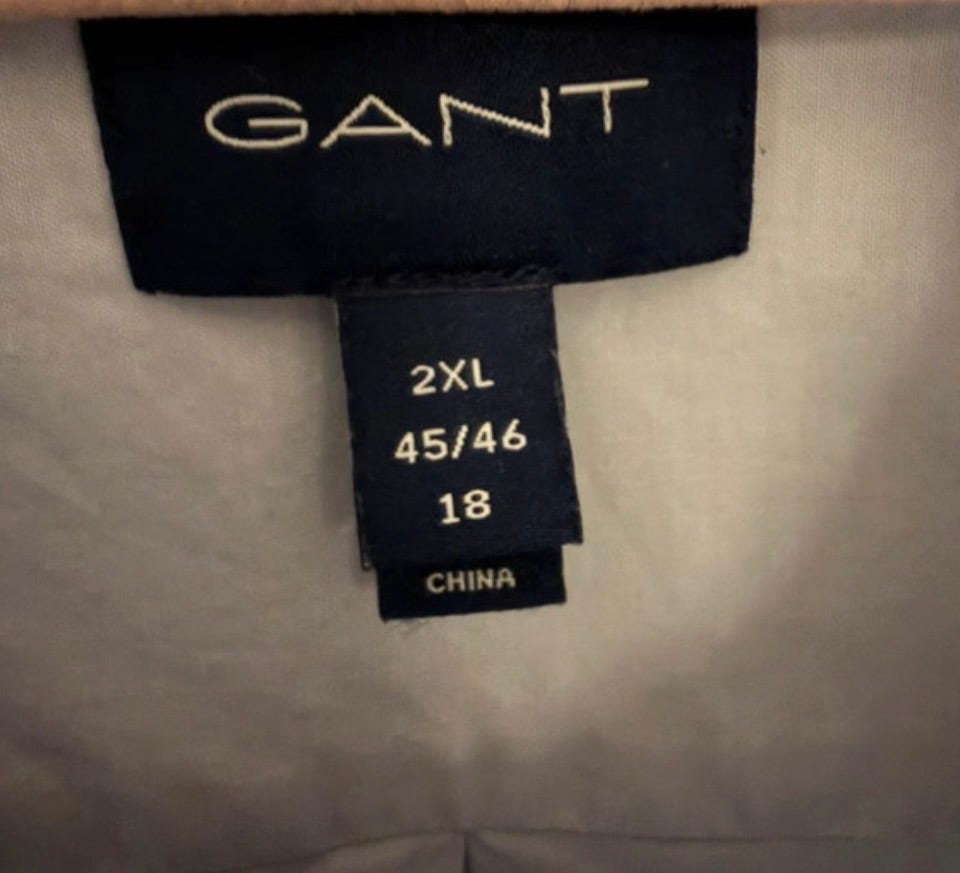 GANT
2XL
45/46
18
CHINA